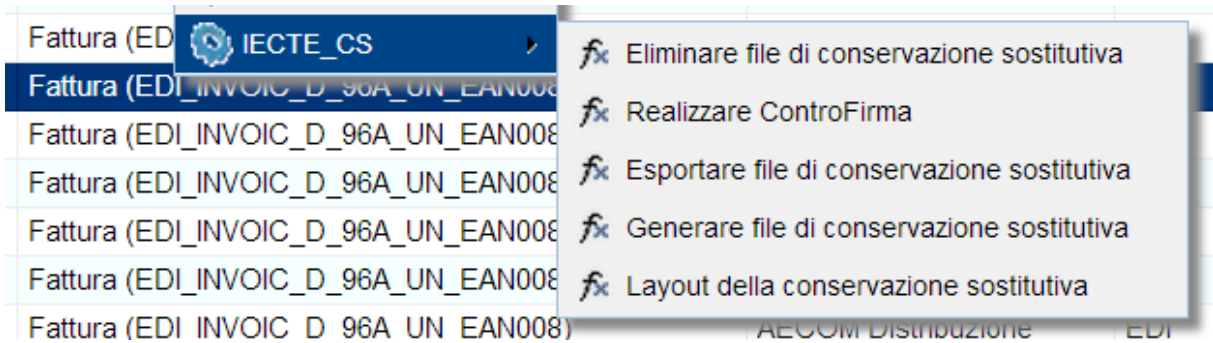 Fattura (ED
IECTE_CS
Fattura (EDI_INVOIC_D_96A_UN_EAN008
Fattura (EDI_INVOIC_D_96A_UN_EAN008
Fattura (EDI_INVOIC_D_96A_UN_EAN008
Fattura (EDI_INVOIC_D_96A_UN_EAN008
Fattura (EDI_INVOIC_D_96A_UN_EAN008
Fattura (EDI_INVOIC_D_96A_UN_EAN008) AECOM Distribuzione EDI
Eliminare file di conservazione sostitutiva
Realizzare ControFirma
Esportare file di conservazione sostitutiva
Generare file di conservazione sostitutiva
Layout della conservazione sostitutiva